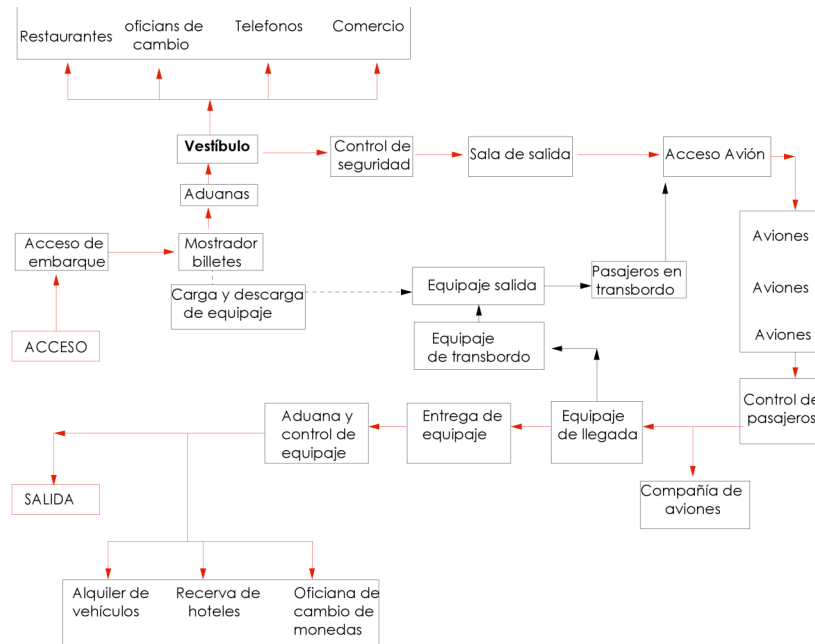 Restaurantes
oficians de
cambio
Telefonos
Comercio
Vestíbulo
Control de
seguridad
Sala de salida
Acceso Avión
Aduanas
Acceso de
embarque
Mostrador
billetes
Aviones
Aviones
Aviones
Carga y descarga
de equipaje
Equipaje salida
Pasajeros en
transbordo
ACCESO
Equipaje
de transbordo
Control de
pasajeros
Aduana y
control de
equipaje
Entrega de
equipaje
Equipaje
de llegada
SALIDA
Compañía de
aviones
Alquiler de
vehículos
Recerva de
hoteles
Oficiana de
cambio de
monedas